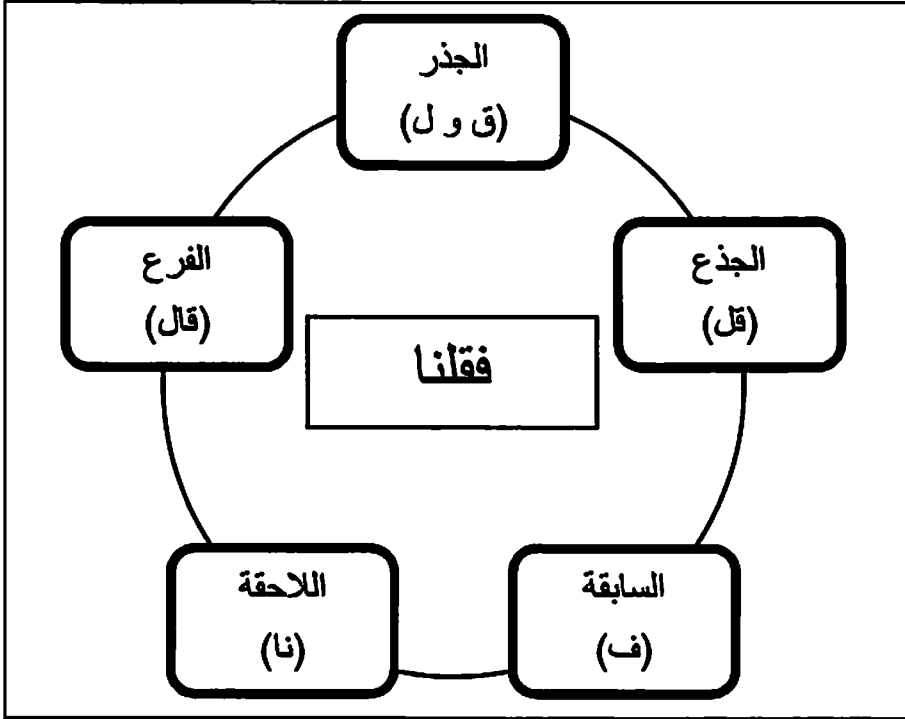 الجذر
(ق و ل)
الجذع
(قل)
الفرع
(قال)
فقلنا
السابقة
(ف)
اللاحقة
(نا)